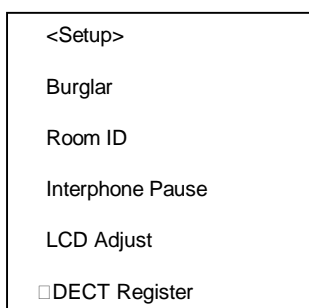 <Setup>
Burglar
Room ID
Interphone Pause
LCD Adjust
□DECT Register